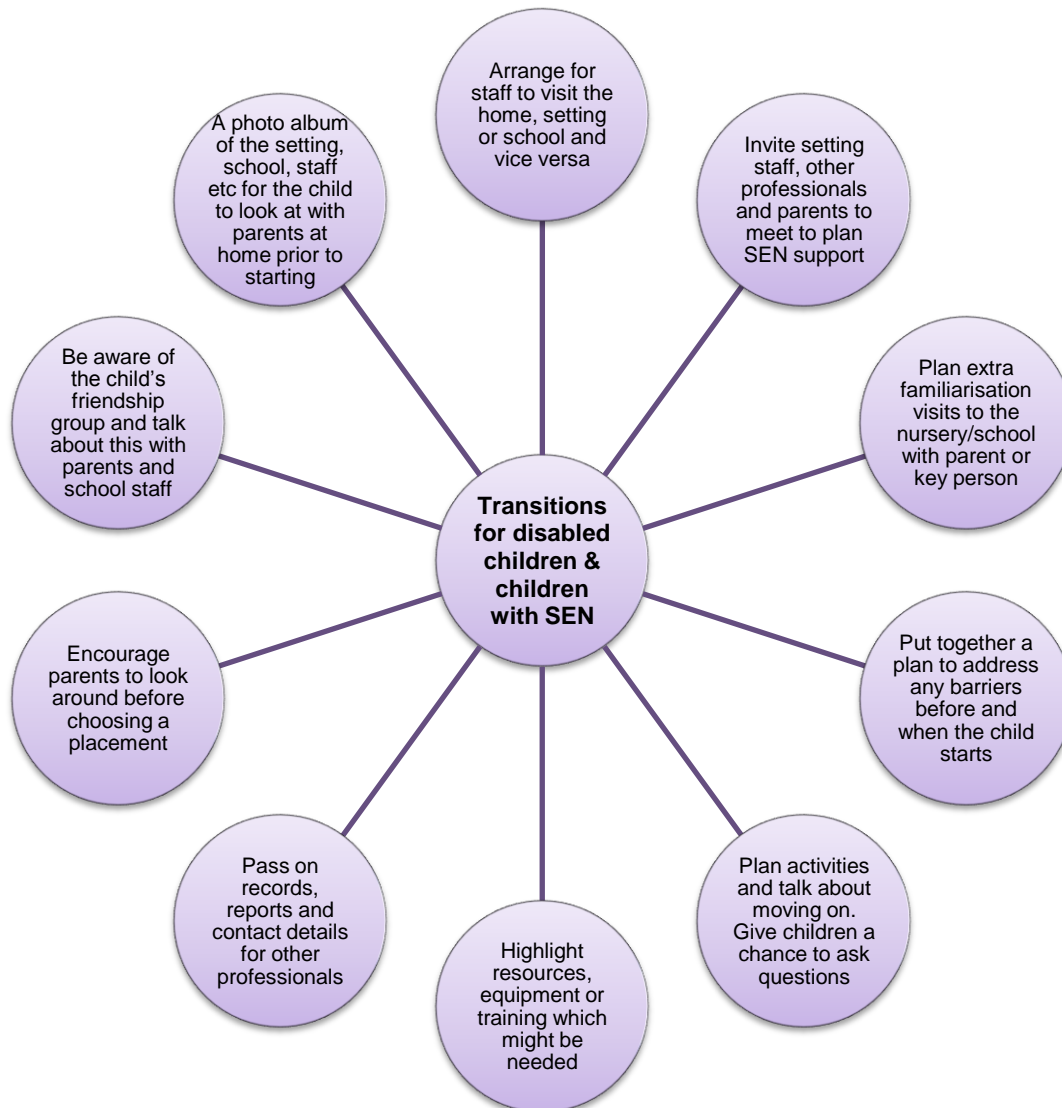 Arrange for
staff to visit the
home, setting
or school and
vice versa
Invite setting
staff, other
professionals
and parents to
meet to plan
SEN support
Plan extra
familiarisation
visits to the
nursery/school
with parent or
key person
Put together a
plan to address
any barriers
before and
when the child
starts
Plan activities
and talk about
moving on.
Give children a
chance to ask
questions
Highlight
resources,
equipment or
training which
might be
needed
Pass on
records,
reports and
contact details
for other
professionals
Encourage
parents to look
around before
choosing a
placement
Be aware of
the child’s
friendship
group and talk
about this with
parents and
school staff
A photo album
of the setting,
school, staff
etc for the child
to look at with
parents at
home prior to
starting
Transitions
for disabled
children &
children
with SEN